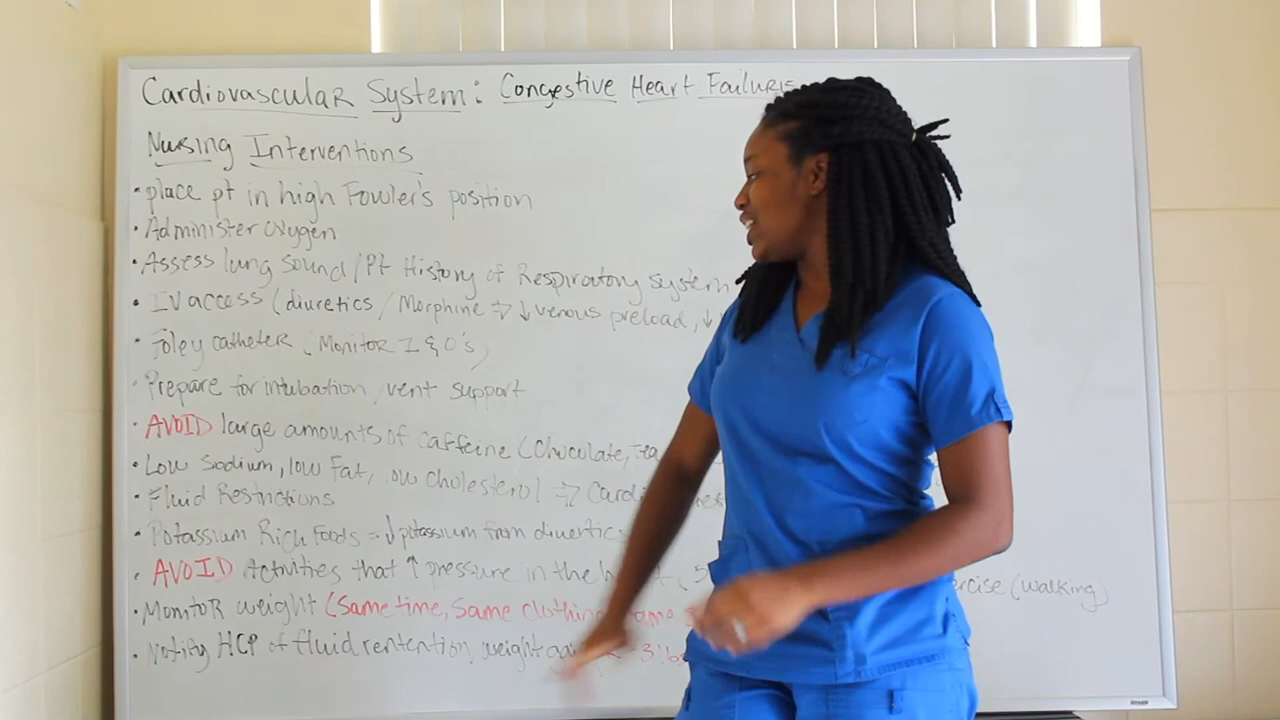 Cardiovascular System: Congestive Heart Failure
Nursing Interventions
• place pt in high Fowler's position
• Administer oxygen
• Assess lung sound / Pt History of Respiratory system
• IV access (diuretics / Morphine => ↓ venous preload, ↓
• Foley catheter (Monitor I & O's)
• Prepare for intubation / vent support
• AVOID large amounts of caffeine (Chocolate, tea
• Low Sodium, low Fat, low cholesterol => Cardi
• Fluid Restrictions
• Potassium Rich Foods - ↓ potassium from diuertics
• AVOID Activities that ↑ pressure in the ercise (walking)
• Monitor weight (same time, same clothing
• Notify HCP of fluid rentention, weight 3 lbs